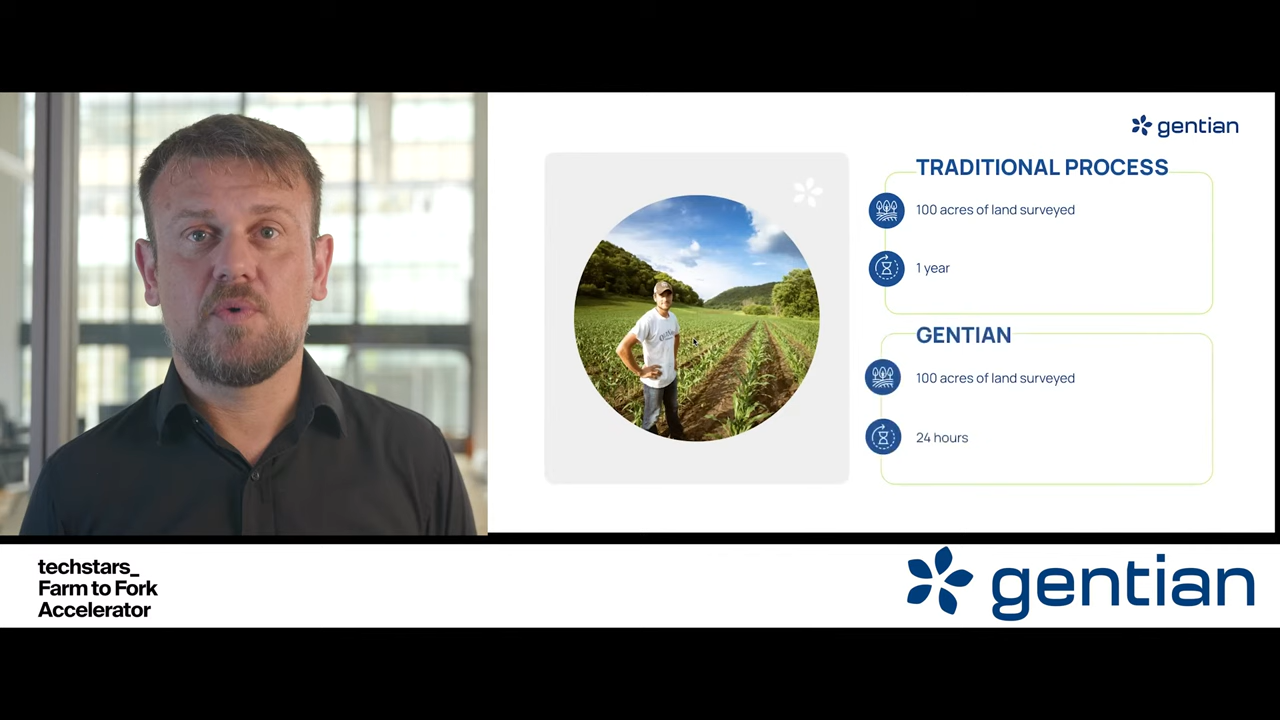 gentian
TRADITIONAL PROCESS
100 acres of land surveyed
1 year
GENTIAN
100 acres of land surveyed
24 hours
techstars_
Farm to Fork
Accelerator
gentian